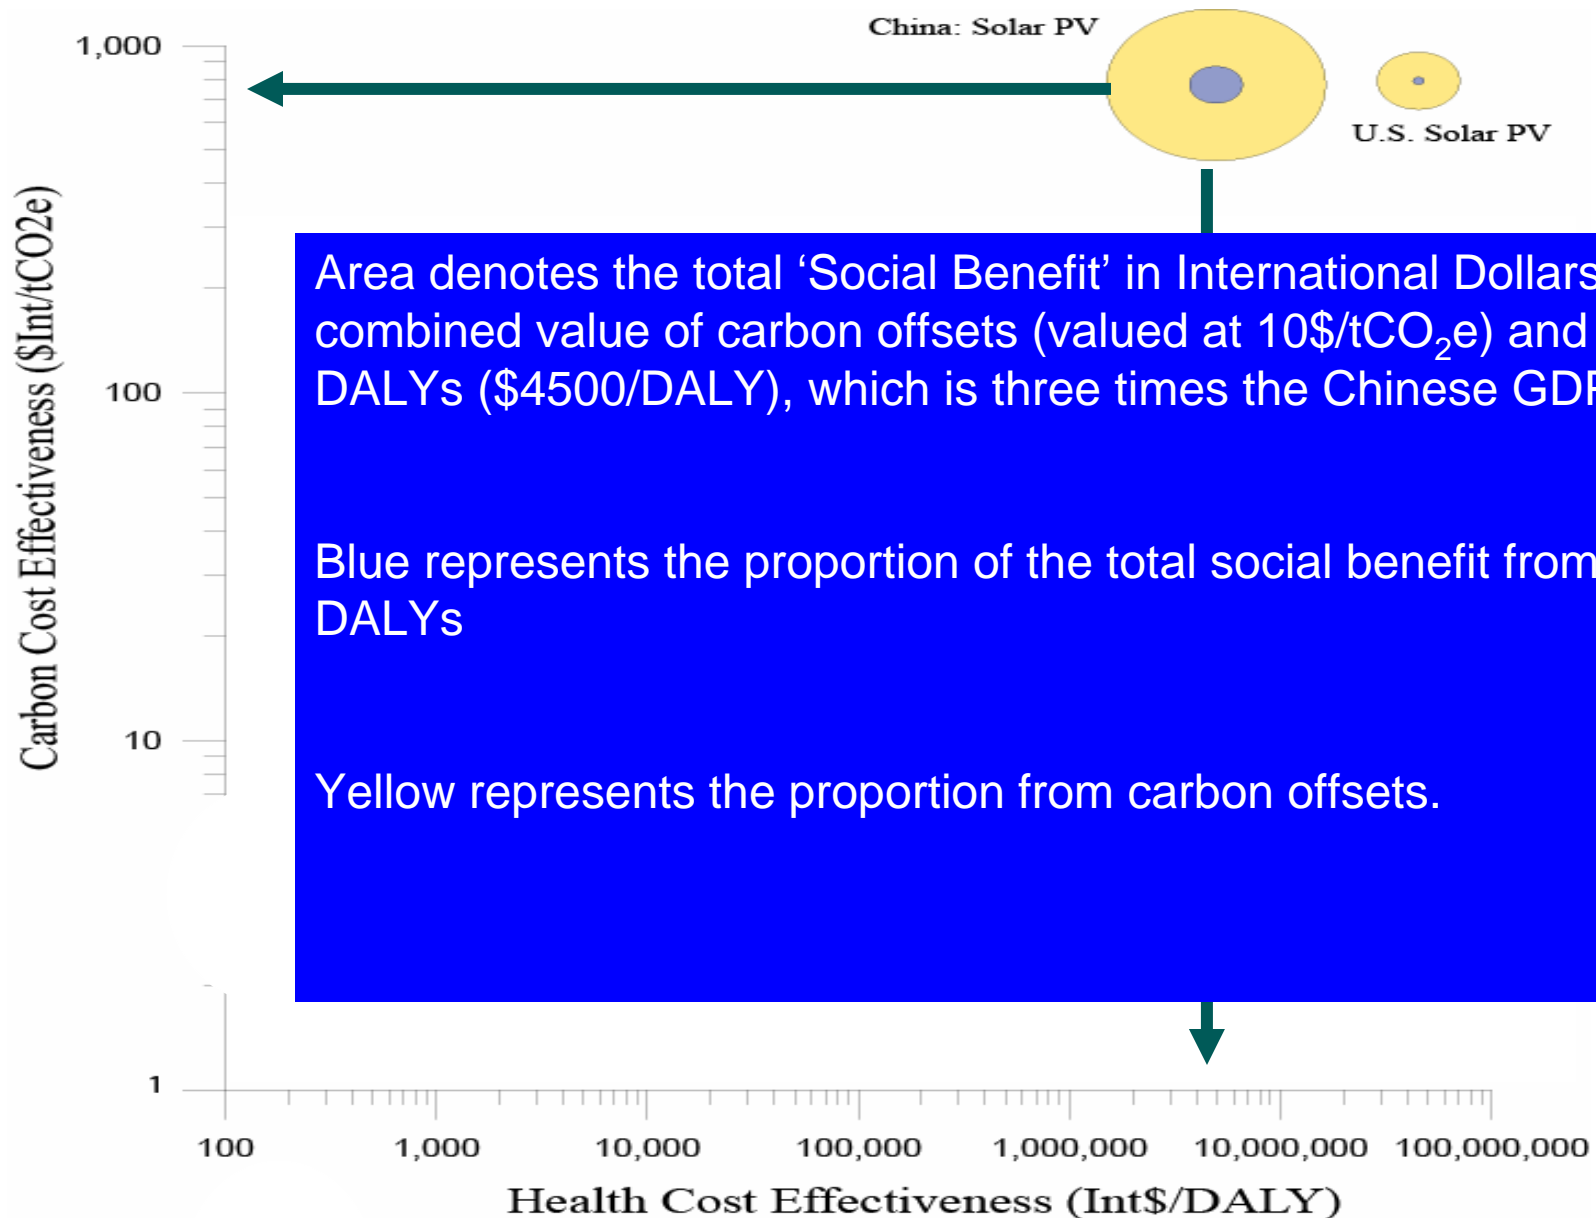 China: Solar PV
U.S. Solar PV
1,000
100
10
1
Carbon Cost Effectiveness ($Int/tCO2e)
Area denotes the total ‘Social Benefit’ in International Dollars
combined value of carbon offsets (valued at 10$/tCO₂e) and
DALYs ($4500/DALY), which is three times the Chinese GDP
Blue represents the proportion of the total social benefit from
DALYs
Yellow represents the proportion from carbon offsets.
100 1,000 10,000 100,000 1,000,000 10,000,000 100,000,000
Health Cost Effectiveness (Int$/DALY)